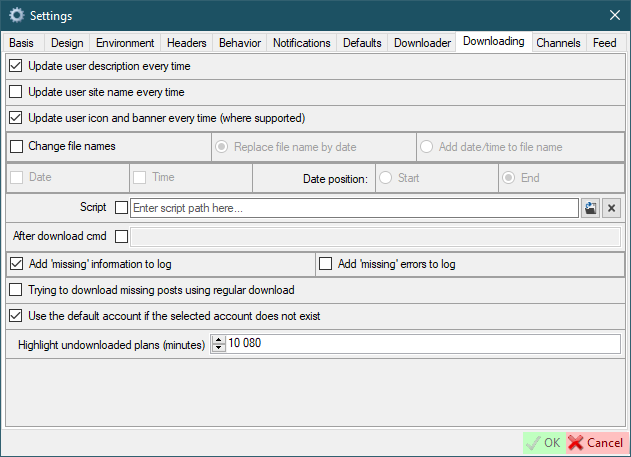 Settings
Basis Design Environment Headers Behavior Notifications Defaults Downloader Downloading Channels Feed
Update user description every time
Update user site name every time
Update user icon and banner every time (where supported)
Change file names Replace file name by date Add date/time to file name
Date Time Date position: Start End
Script Enter script path here...
After download cmd
Add 'missing' information to log Add 'missing' errors to log
Trying to download missing posts using regular download
Use the default account if the selected account does not exist
Highlight undownloaded plans (minutes) 10 080
OK Cancel